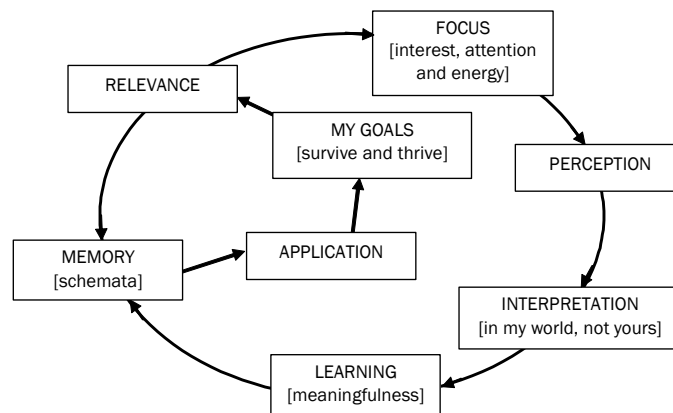 FOCUS
[interest, attention
and energy]
RELEVANCE
MY GOALS
[survive and thrive]
PERCEPTION
MEMORY
[schemata]
APPLICATION
INTERPRETATION
[in my world, not yours]
LEARNING
[meaningfulness]